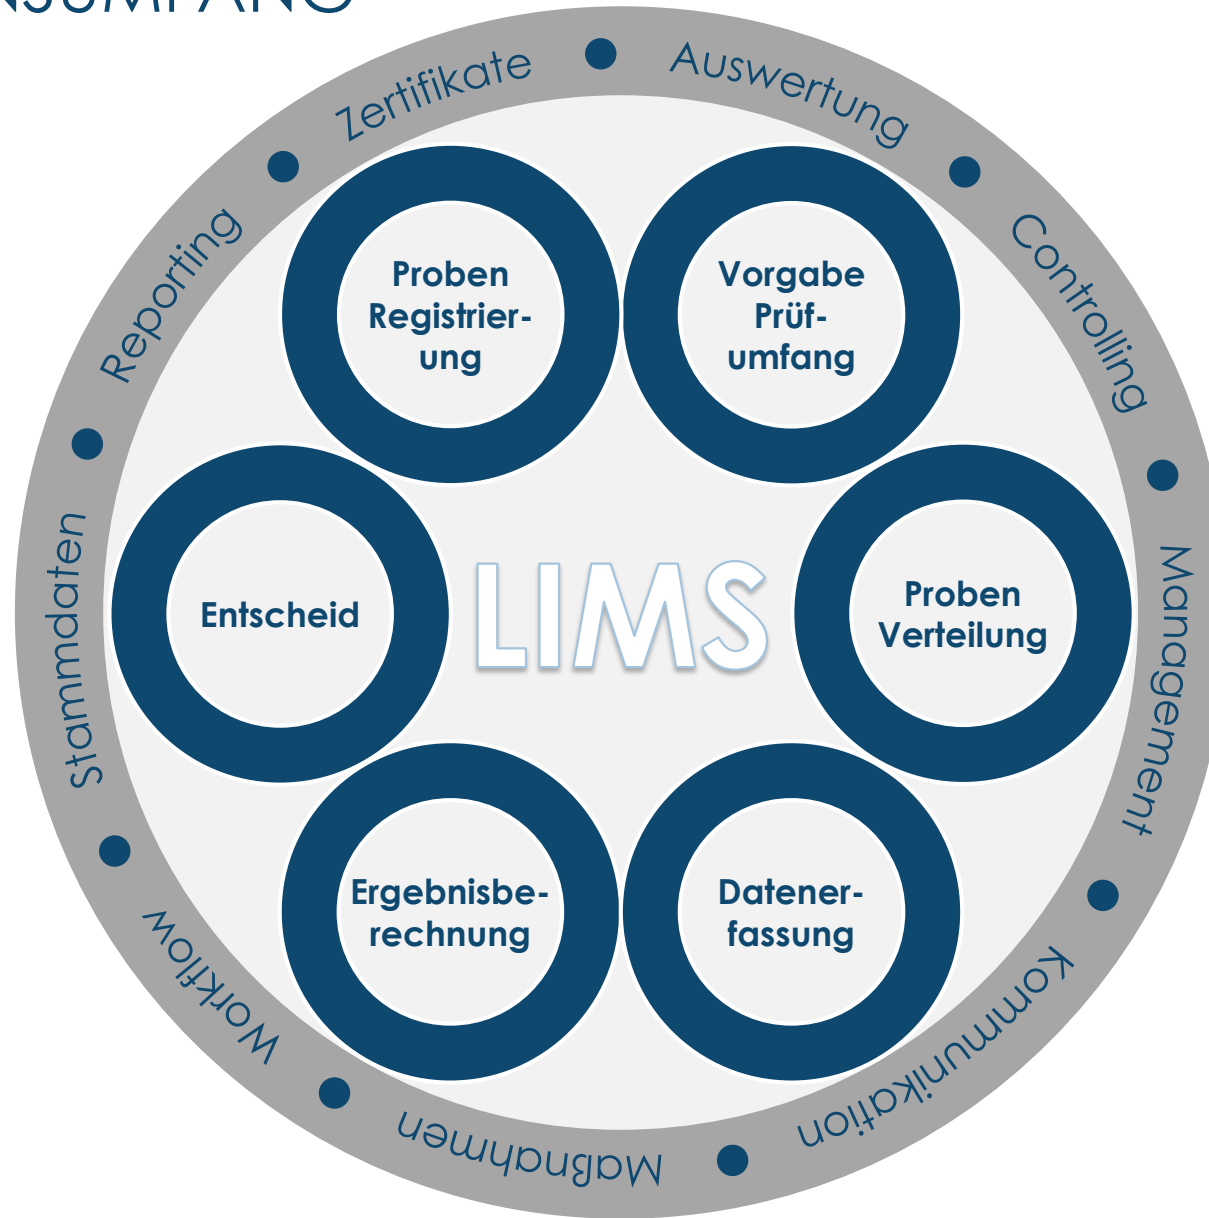 NSUMFANG
Zertifikate
Auswertung
Controlling
Management
Kommunikation
Maßnahmen
Workflow
Stammdaten
Reporting
Proben
Registrier-
ung
Vorgabe
Prüf-
umfang
Proben
Verteilung
Datener-
fassung
Ergebnisbe-
rechnung
Entscheid
LIMS